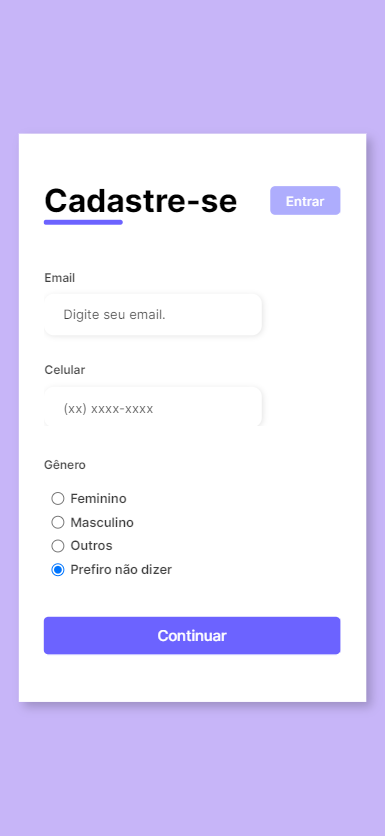 Cadastre-se
Entrar
Email
Digite seu email.
Celular
(xx) xxxx-xxxx
Gênero
Feminino
Masculino
Outros
Prefiro não dizer
Continuar